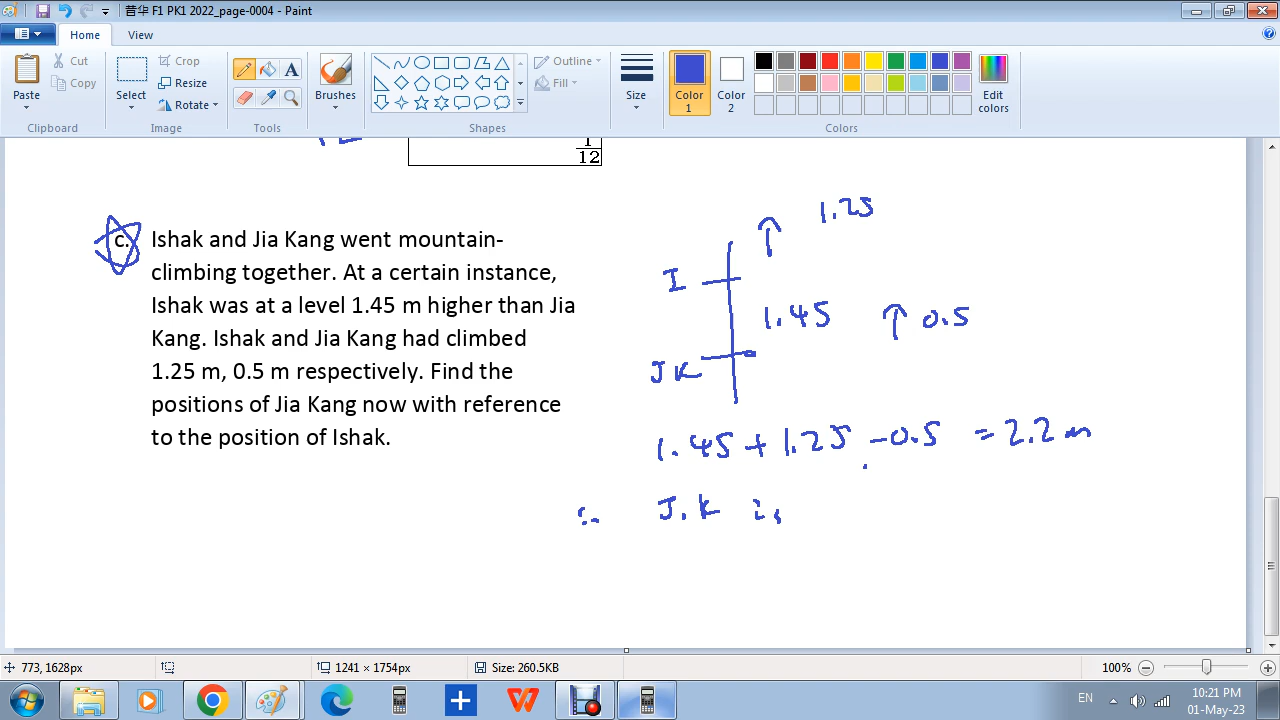 昔华 F1 PK1 2022_page-0004 - Paint
Home View
Paste
Cut
Copy
Clipboard
Select
Crop
Resize
Rotate
Image
Tools
Brushes
Outline
Fill
Shapes
Size
Color 1
Color 2
Edit colors
Colors
1
12
c. Ishak and Jia Kang went mountain-
climbing together. At a certain instance,
Ishak was at a level 1.45 m higher than Jia
Kang. Ishak and Jia Kang had climbed
1.25 m, 0.5 m respectively. Find the
positions of Jia Kang now with reference
to the position of Ishak.
↑ 1.25
I
1.45 ↑ 0.5
JK
1.45 + 1.25 - 0.5 = 2.2 m
∴ J.K is
773, 1628px
1241 × 1754px
Size: 260.5KB
100%
EN
10:21 PM
01-May-23